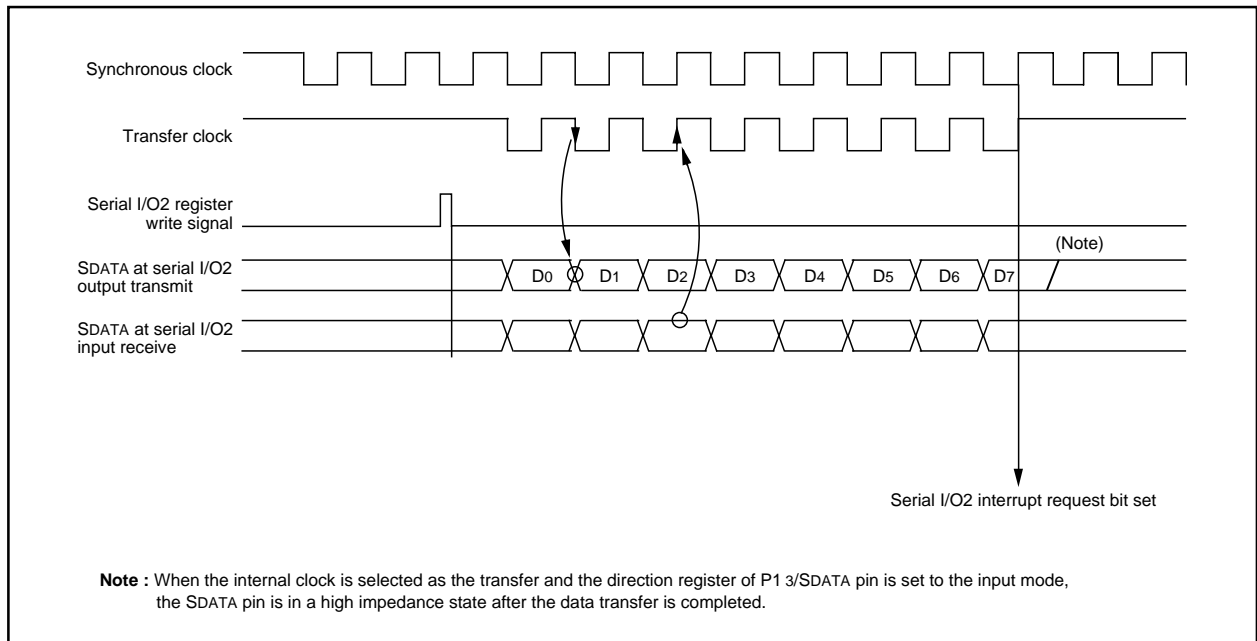 Synchronous clock
Transfer clock
Serial I/O2 register
write signal
(Note)
SDATA at serial I/O2
output transmit
D0 D1 D2 D3 D4 D5 D6 D7
SDATA at serial I/O2
input receive
Serial I/O2 interrupt request bit set
Note : When the internal clock is selected as the transfer and the direction register of P1 3/SDATA pin is set to the input mode,
the SDATA pin is in a high impedance state after the data transfer is completed.